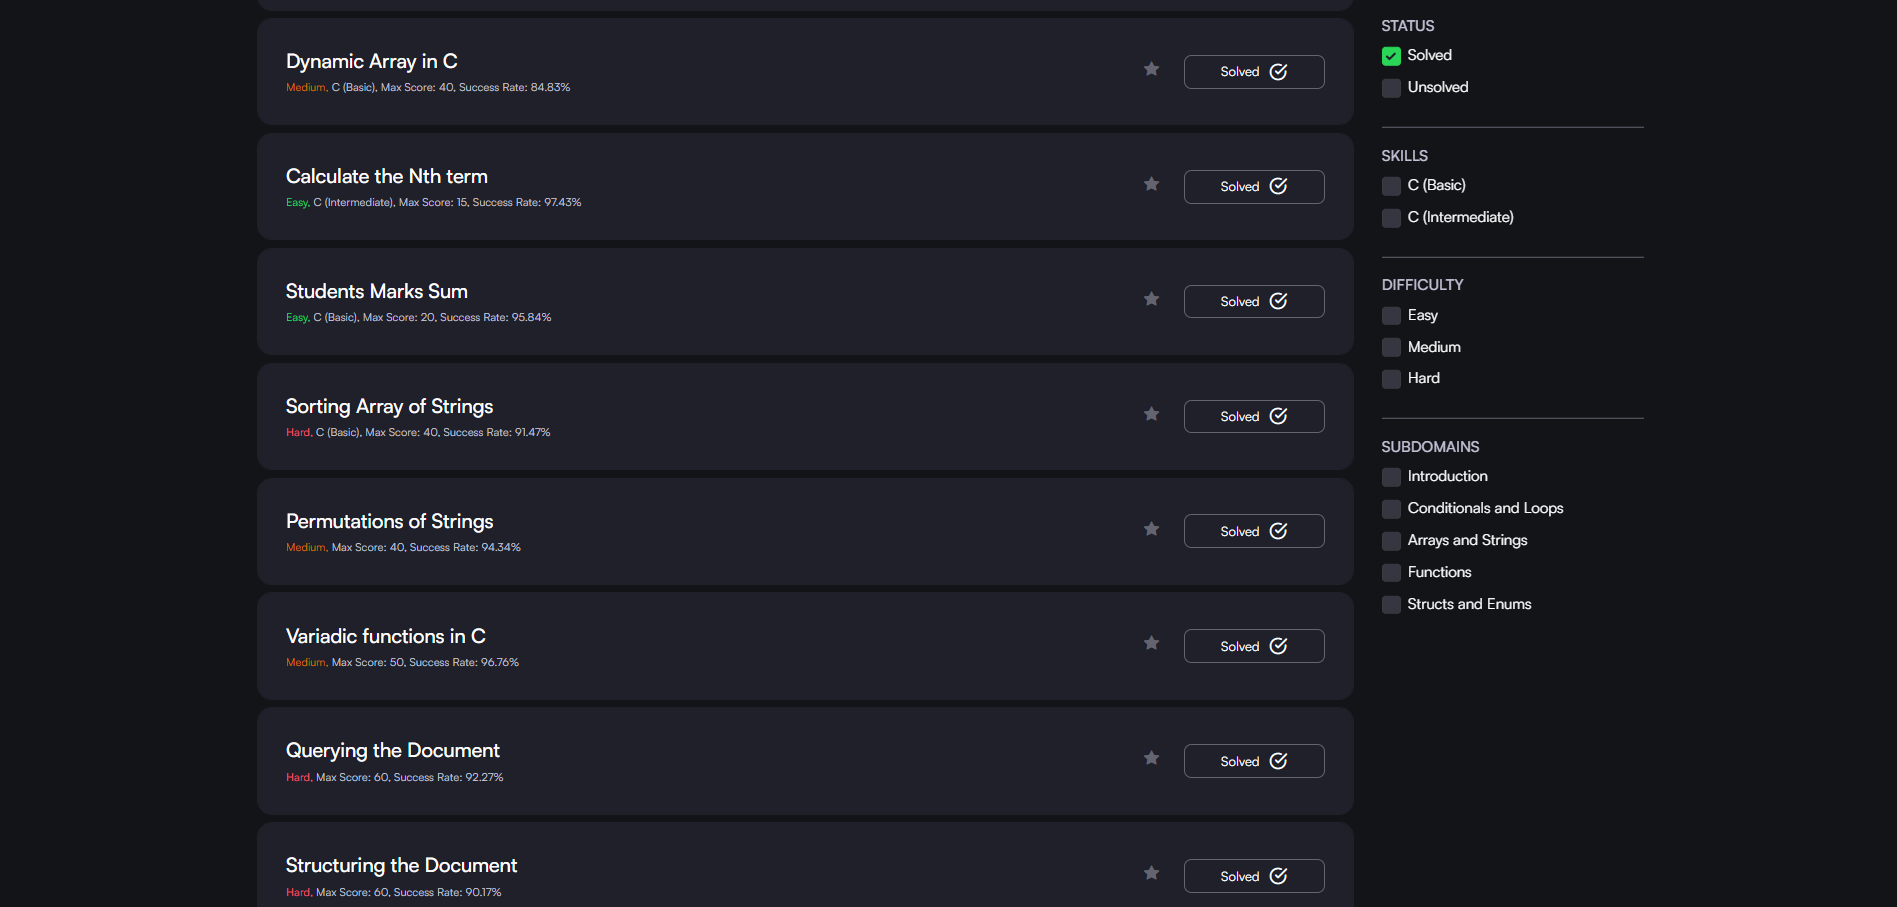 Dynamic Array in C
Medium, C (Basic), Max Score: 40, Success Rate: 84.83%
Solved
Calculate the Nth term
Easy, C (Intermediate), Max Score: 15, Success Rate: 97.43%
Solved
Students Marks Sum
Easy, C (Basic), Max Score: 20, Success Rate: 95.84%
Solved
Sorting Array of Strings
Hard, C (Basic), Max Score: 40, Success Rate: 91.47%
Solved
Permutations of Strings
Medium, Max Score: 40, Success Rate: 94.34%
Solved
Variadic functions in C
Medium, Max Score: 50, Success Rate: 96.76%
Solved
Querying the Document
Hard, Max Score: 60, Success Rate: 92.27%
Solved
Structuring the Document
Hard, Max Score: 60, Success Rate: 90.17%
Solved
STATUS
Solved
Unsolved
SKILLS
C (Basic)
C (Intermediate)
DIFFICULTY
Easy
Medium
Hard
SUBDOMAINS
Introduction
Conditionals and Loops
Arrays and Strings
Functions
Structs and Enums